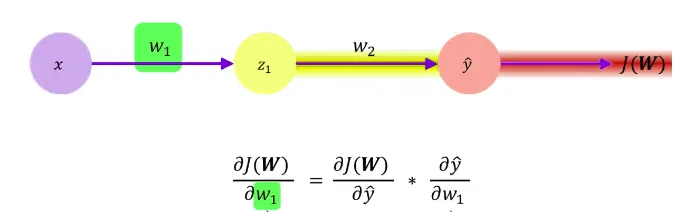 x w₁ z₁ w₂ ŷ J(W)
∂J(W)/∂w₁ = ∂J(W)/∂ŷ * ∂ŷ/∂w₁